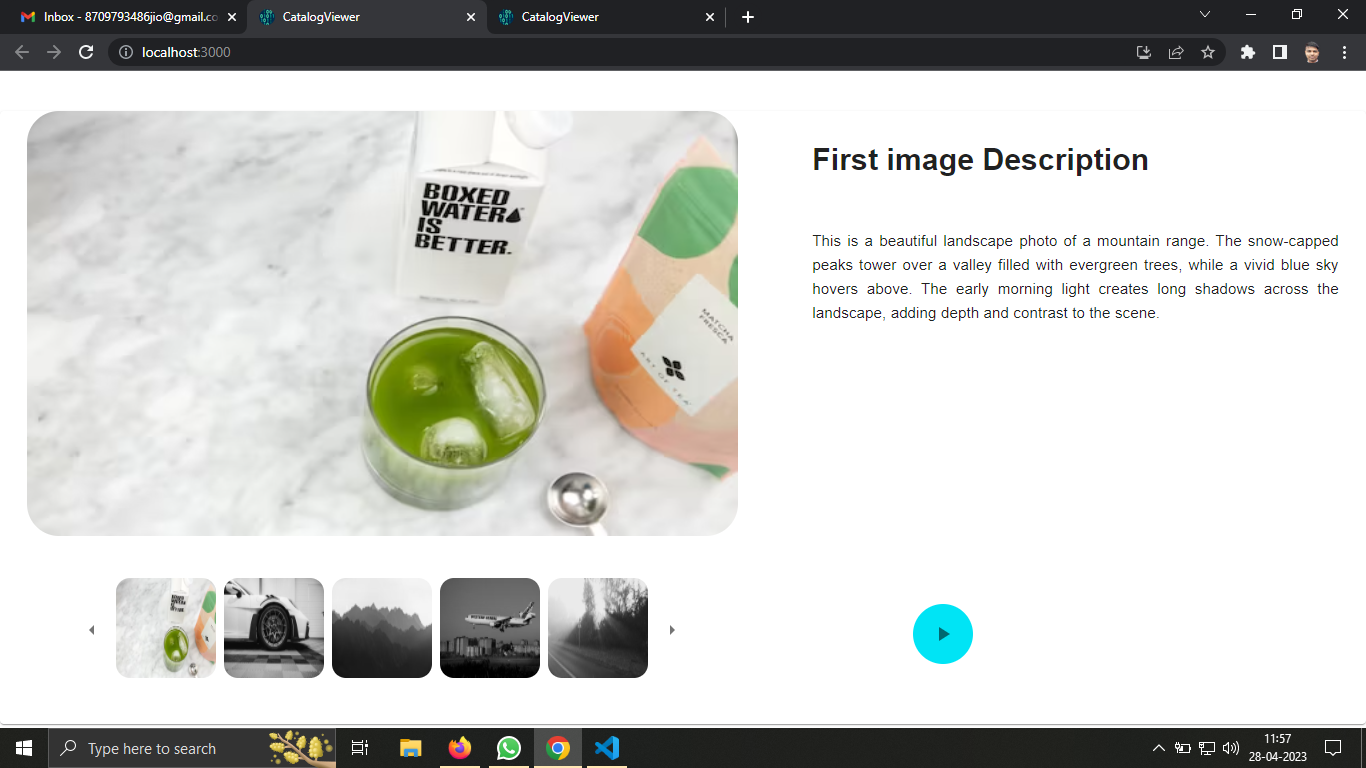 Inbox - 8709793486jio@gmail.co
CatalogViewer
CatalogViewer
localhost:3000
BOXED
WATER
IS
BETTER.
MATCHA
FRESCA
ART OF TEA
First image Description
This is a beautiful landscape photo of a mountain range. The snow-capped
peaks tower over a valley filled with evergreen trees, while a vivid blue sky
hovers above. The early morning light creates long shadows across the
landscape, adding depth and contrast to the scene.
Type here to search
11:57
28-04-2023